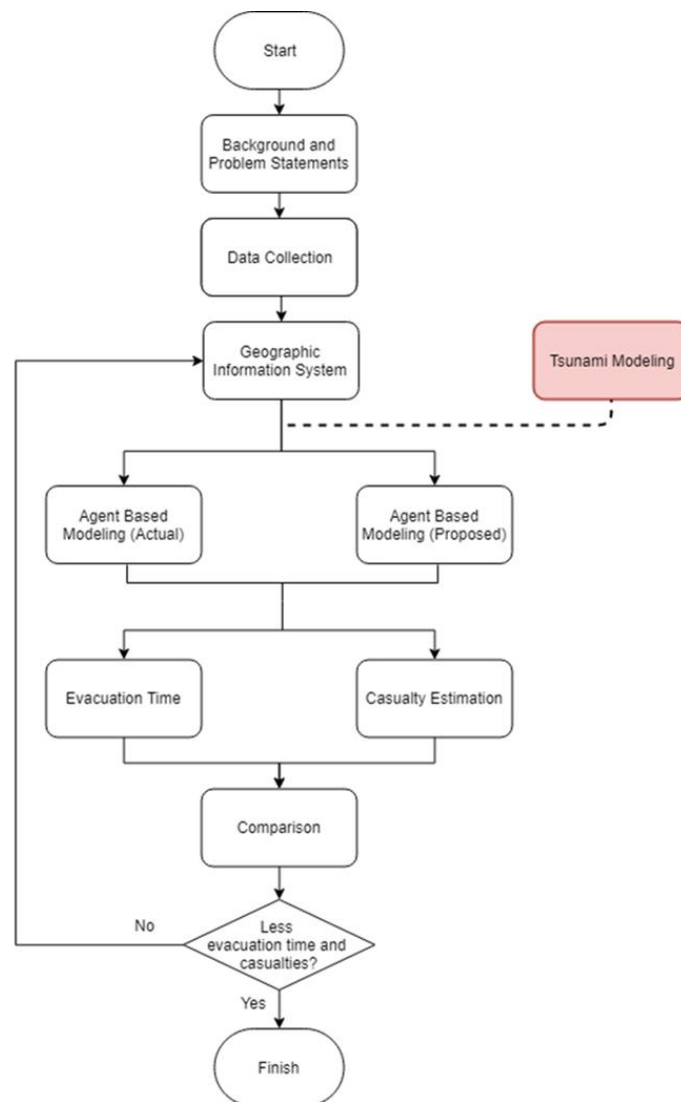 Start
Background and
Problem Statements
Data Collection
Geographic
Information System
Tsunami Modeling
Agent Based
Modeling (Actual)
Agent Based
Modeling (Proposed)
Evacuation Time
Casualty Estimation
Comparison
No
Less
evacuation time and
casualties?
Yes
Finish